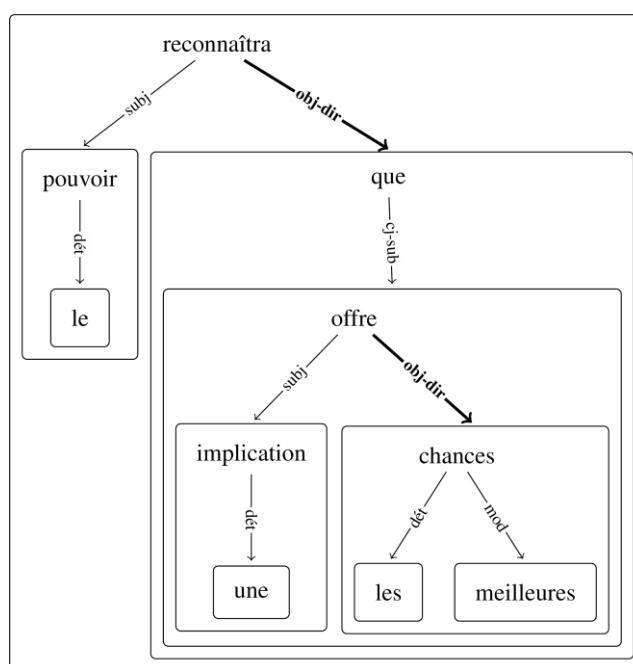 reconnaîtra
subj obj-dir
pouvoir que
dét cj-sub
le offre
subj obj-dir
implication chances
dét dét mod
une les meilleures